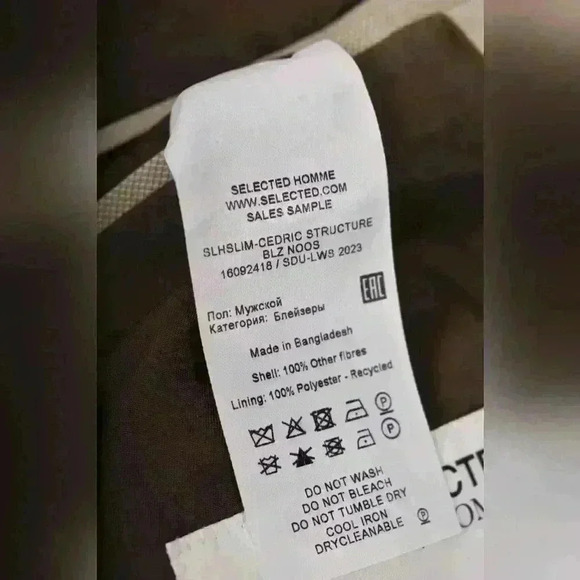 SELECTED HOMME
WWW.SELECTED.COM
SALES SAMPLE
SLHSLIM-CEDRIC STRUCTURE
BLZ NOOS
16092418 / SDU-LWS 2023
EAC
Пол: Мужской
Категория: Блейзеры
Made in Bangladesh
Shell: 100% Other fibres
Lining: 100% Polyester - Recycled
P
P
DO NOT WASH
DO NOT BLEACH
DO NOT TUMBLE DRY
COOL IRON
DRYCLEANABLE P